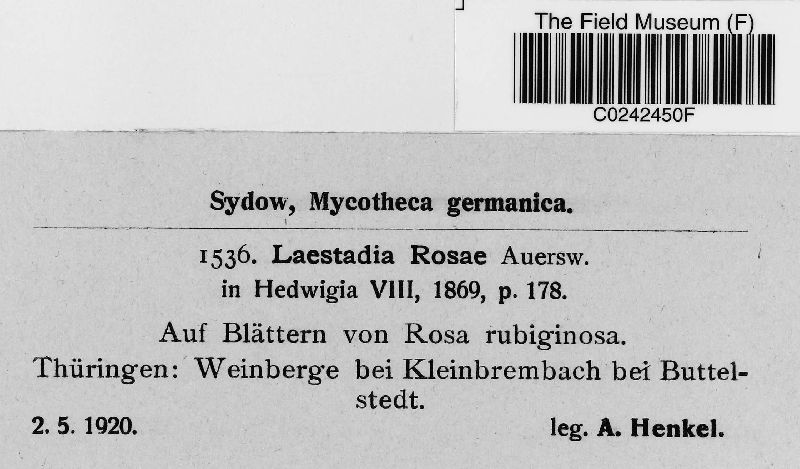 The Field Museum (F)
C0242450F
Sydow, Mycotheca germanica.
1536. Laestadia Rosae Auersw.
in Hedwigia VIII, 1869, p. 178.
Auf Blättern von Rosa rubiginosa.
Thüringen: Weinberge bei Kleinbrembach bei Buttel-
stedt.
2. 5. 1920. leg. A. Henkel.